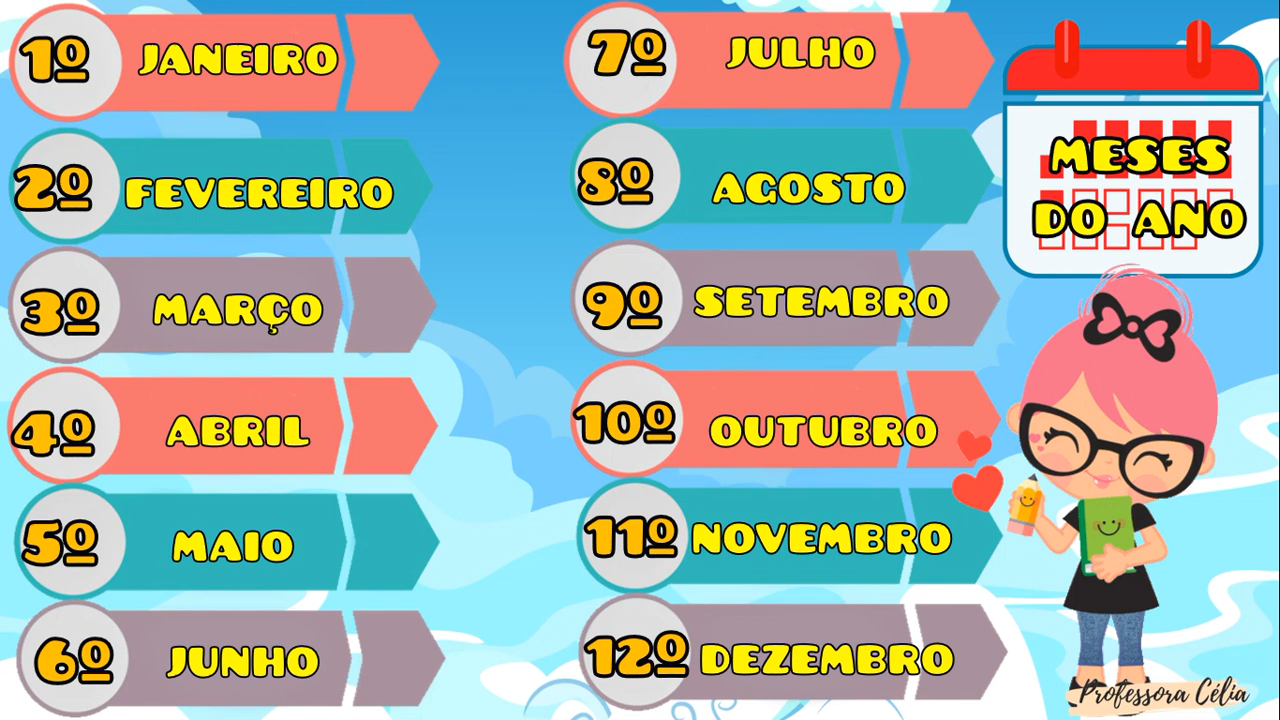 1º JANEIRO
2º FEVEREIRO
3º MARÇO
4º ABRIL
5º MAIO
6º JUNHO
7º JULHO
8º AGOSTO
9º SETEMBRO
10º OUTUBRO
11º NOVEMBRO
12º DEZEMBRO
MESES
DO ANO
Professora Célia